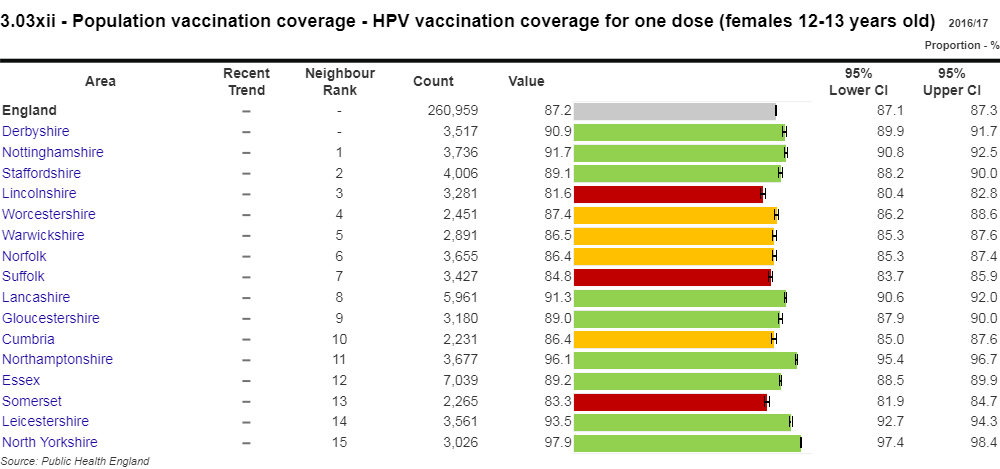 3.03xii - Population vaccination coverage - HPV vaccination coverage for one dose (females 12-13 years old) 2016/17
Proportion - %
Area Recent Trend Neighbour Rank Count Value 95% Lower CI 95% Upper CI
England – - 260,959 87.2 87.1 87.3
Derbyshire – - 3,517 90.9 89.9 91.7
Nottinghamshire – 1 3,736 91.7 90.8 92.5
Staffordshire – 2 4,006 89.1 88.2 90.0
Lincolnshire – 3 3,281 81.6 80.4 82.8
Worcestershire – 4 2,451 87.4 86.2 88.6
Warwickshire – 5 2,891 86.5 85.3 87.6
Norfolk – 6 3,655 86.4 85.3 87.4
Suffolk – 7 3,427 84.8 83.7 85.9
Lancashire – 8 5,961 91.3 90.6 92.0
Gloucestershire – 9 3,180 89.0 87.9 90.0
Cumbria – 10 2,231 86.4 85.0 87.6
Northamptonshire – 11 3,677 96.1 95.4 96.7
Essex – 12 7,039 89.2 88.5 89.9
Somerset – 13 2,265 83.3 81.9 84.7
Leicestershire – 14 3,561 93.5 92.7 94.3
North Yorkshire – 15 3,026 97.9 97.4 98.4
Source: Public Health England